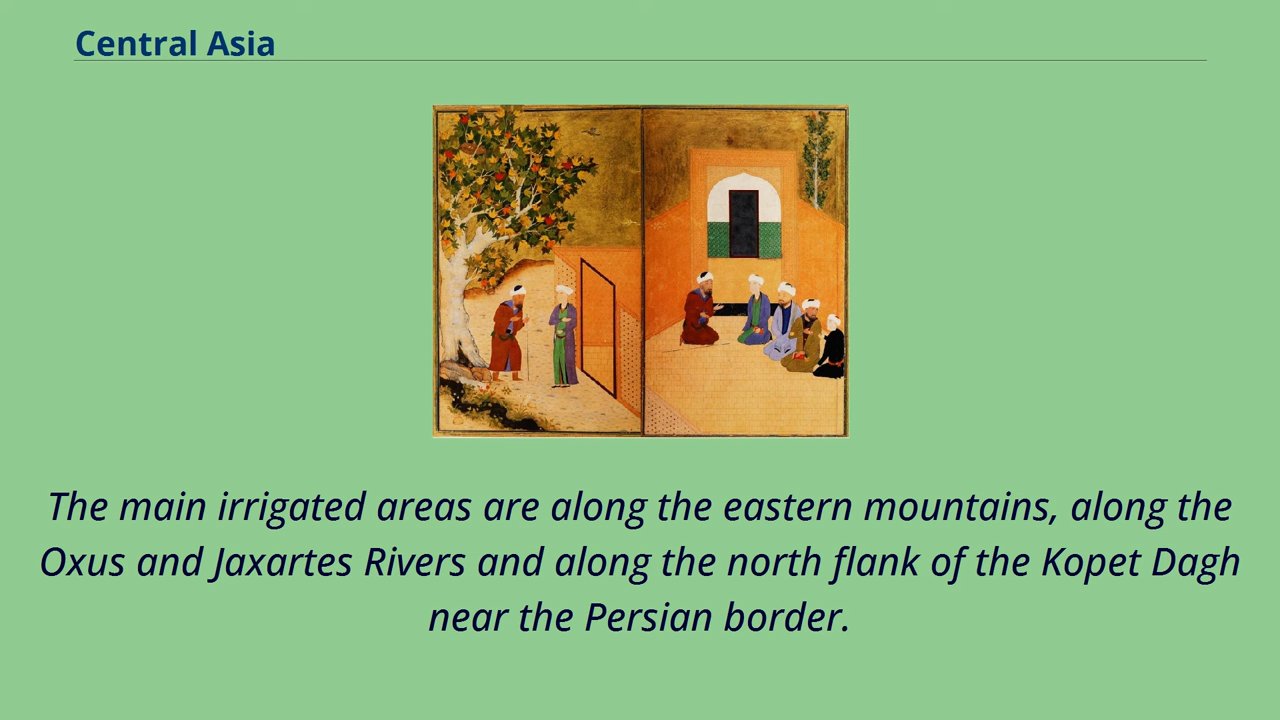 Central Asia
The main irrigated areas are along the eastern mountains, along the
Oxus and Jaxartes Rivers and along the north flank of the Kopet Dagh
near the Persian border.